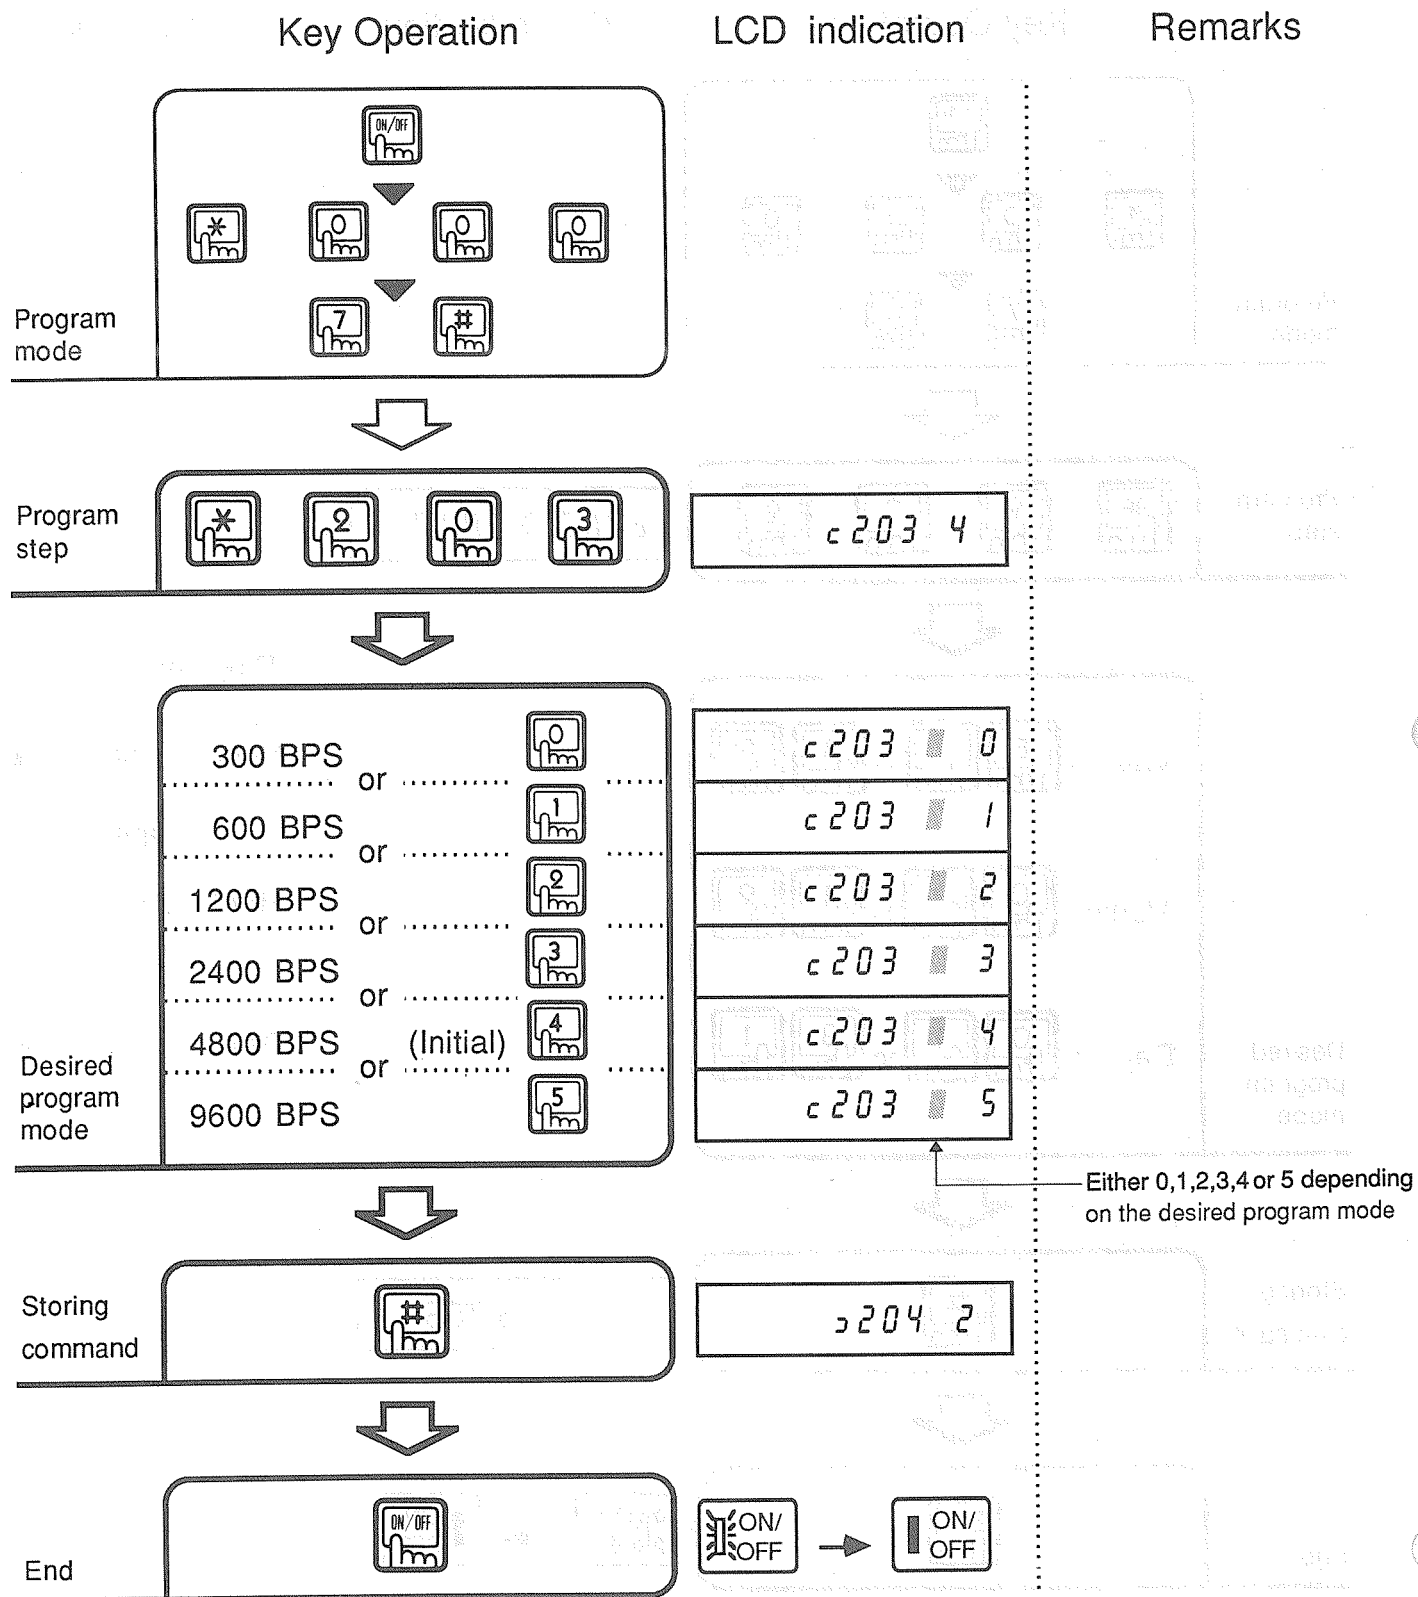 Key Operation LCD indication Remarks
ON/OFF
* 0 0 0
7 #
Program
mode
Program
step
* 2 0 3
c203 4
300 BPS or 0 c203 0
600 BPS or 1 c203 1
1200 BPS or 2 c203 2
2400 BPS or 3 c203 3
4800 BPS or (Initial) 4 c203 4
9600 BPS 5 c203 5
Desired
program
mode
Either 0,1,2,3,4 or 5 depending
on the desired program mode
Storing
command
#
ɔ204 2
End
ON/OFF
ON/
OFF
ON/
OFF